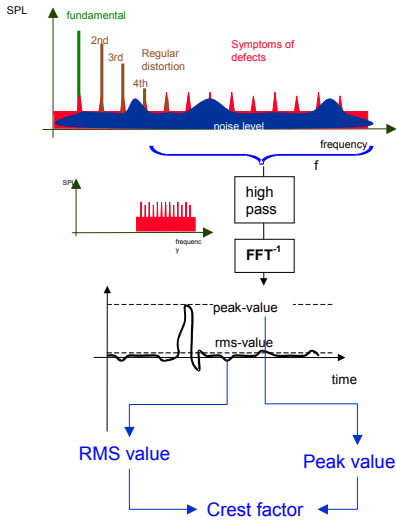 SPL
fundamental
2nd
3rd
4th
Regular
distortion
Symptoms of
defects
noise level
frequency
f
SPL
frequenc
y
high
pass
FFT-1
peak-value
rms-value
time
RMS value
Peak value
Crest factor